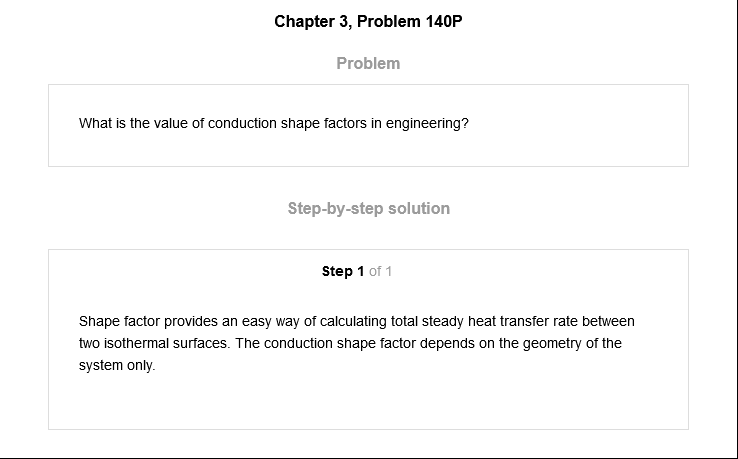 Chapter 3, Problem 140P
Problem
What is the value of conduction shape factors in engineering?
Step-by-step solution
Step 1 of 1
Shape factor provides an easy way of calculating total steady heat transfer rate between
two isothermal surfaces. The conduction shape factor depends on the geometry of the
system only.